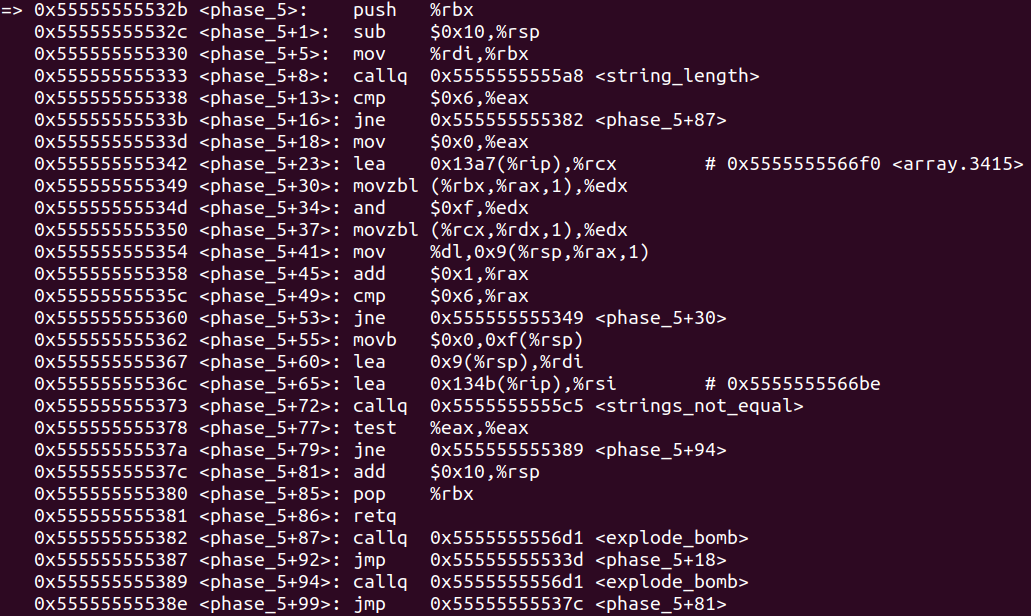 => 0x55555555532b <phase_5>: push %rbx
0x55555555532c <phase_5+1>: sub $0x10,%rsp
0x555555555330 <phase_5+5>: mov %rdi,%rbx
0x555555555333 <phase_5+8>: callq 0x5555555555a8 <string_length>
0x555555555338 <phase_5+13>: cmp $0x6,%eax
0x55555555533b <phase_5+16>: jne 0x555555555382 <phase_5+87>
0x55555555533d <phase_5+18>: mov $0x0,%eax
0x555555555342 <phase_5+23>: lea 0x13a7(%rip),%rcx # 0x5555555566f0 <array.3415>
0x555555555349 <phase_5+30>: movzbl (%rbx,%rax,1),%edx
0x55555555534d <phase_5+34>: and $0xf,%edx
0x555555555350 <phase_5+37>: movzbl (%rcx,%rdx,1),%edx
0x555555555354 <phase_5+41>: mov %dl,0x9(%rsp,%rax,1)
0x555555555358 <phase_5+45>: add $0x1,%rax
0x55555555535c <phase_5+49>: cmp $0x6,%rax
0x555555555360 <phase_5+53>: jne 0x555555555349 <phase_5+30>
0x555555555362 <phase_5+55>: movb $0x0,0xf(%rsp)
0x555555555367 <phase_5+60>: lea 0x9(%rsp),%rdi
0x55555555536c <phase_5+65>: lea 0x134b(%rip),%rsi # 0x5555555566be
0x555555555373 <phase_5+72>: callq 0x5555555555c5 <strings_not_equal>
0x555555555378 <phase_5+77>: test %eax,%eax
0x55555555537a <phase_5+79>: jne 0x555555555389 <phase_5+94>
0x55555555537c <phase_5+81>: add $0x10,%rsp
0x555555555380 <phase_5+85>: pop %rbx
0x555555555381 <phase_5+86>: retq
0x555555555382 <phase_5+87>: callq 0x5555555556d1 <explode_bomb>
0x555555555387 <phase_5+92>: jmp 0x55555555533d <phase_5+18>
0x555555555389 <phase_5+94>: callq 0x5555555556d1 <explode_bomb>
0x55555555538e <phase_5+99>: jmp 0x55555555537c <phase_5+81>